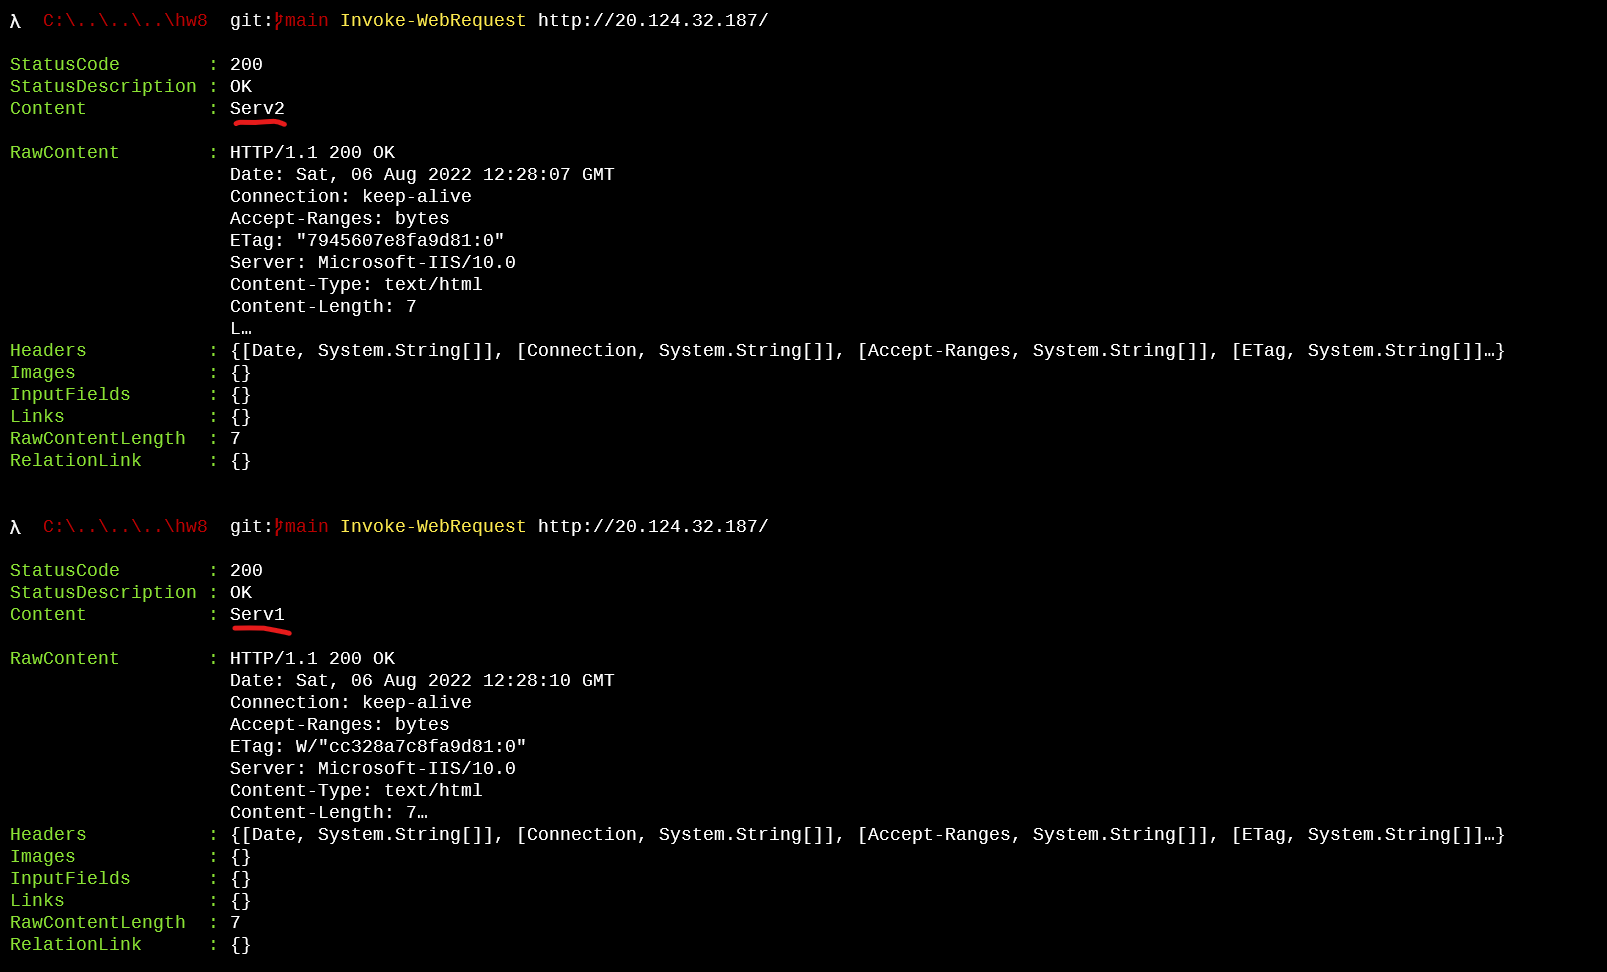 λ  C:\..\..\..\hw8  git:main Invoke-WebRequest http://20.124.32.187/
StatusCode        : 200
StatusDescription : OK
Content           : Serv2
RawContent        : HTTP/1.1 200 OK
Date: Sat, 06 Aug 2022 12:28:07 GMT
Connection: keep-alive
Accept-Ranges: bytes
ETag: "7945607e8fa9d81:0"
Server: Microsoft-IIS/10.0
Content-Type: text/html
Content-Length: 7
L…
Headers           : {[Date, System.String[]], [Connection, System.String[]], [Accept-Ranges, System.String[]], [ETag, System.String[]]…}
Images            : {}
InputFields       : {}
Links             : {}
RawContentLength  : 7
RelationLink      : {}
λ  C:\..\..\..\hw8  git:main Invoke-WebRequest http://20.124.32.187/
StatusCode        : 200
StatusDescription : OK
Content           : Serv1
RawContent        : HTTP/1.1 200 OK
Date: Sat, 06 Aug 2022 12:28:10 GMT
Connection: keep-alive
Accept-Ranges: bytes
ETag: W/"cc328a7c8fa9d81:0"
Server: Microsoft-IIS/10.0
Content-Type: text/html
Content-Length: 7…
Headers           : {[Date, System.String[]], [Connection, System.String[]], [Accept-Ranges, System.String[]], [ETag, System.String[]]…}
Images            : {}
InputFields       : {}
Links             : {}
RawContentLength  : 7
RelationLink      : {}